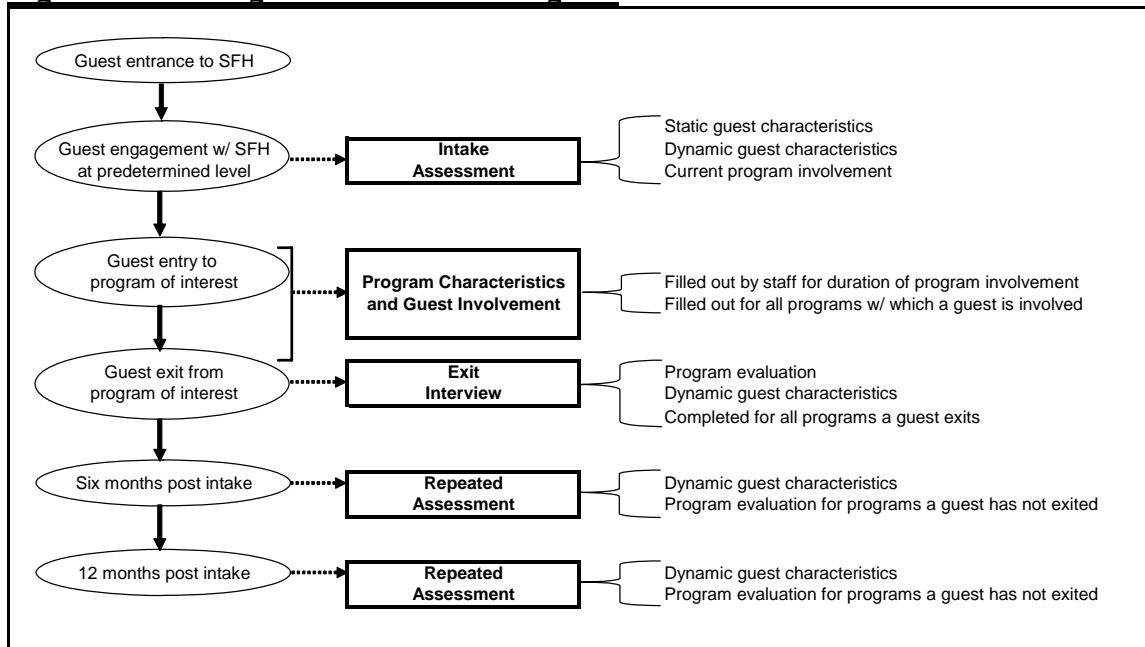 Guest entrance to SFH
Guest engagement w/ SFH
at predetermined level
Intake
Assessment
Static guest characteristics
Dynamic guest characteristics
Current program involvement
Guest entry to
program of interest
Program Characteristics
and Guest Involvement
Filled out by staff for duration of program involvement
Filled out for all programs w/ which a guest is involved
Guest exit from
program of interest
Exit
Interview
Program evaluation
Dynamic guest characteristics
Completed for all programs a guest exits
Six months post intake
Repeated
Assessment
Dynamic guest characteristics
Program evaluation for programs a guest has not exited
12 months post intake
Repeated
Assessment
Dynamic guest characteristics
Program evaluation for programs a guest has not exited